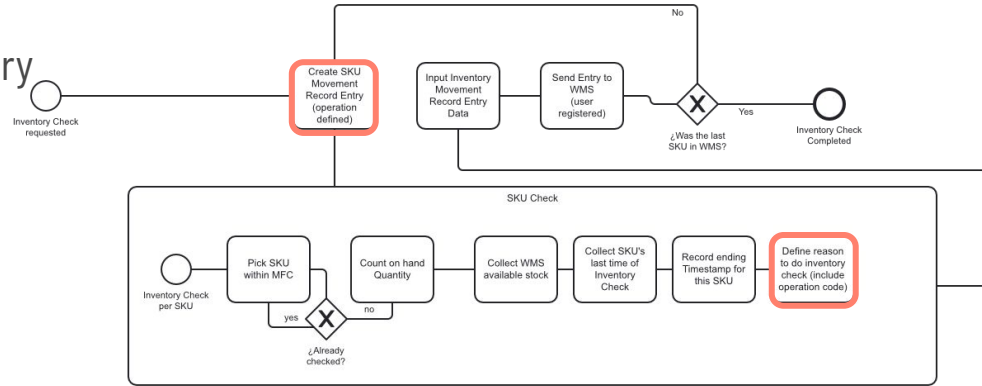 ry
No
Create SKU
Movement
Record Entry
(operation
defined)
Input Inventory
Movement
Record Entry
Data
Send Entry to
WMS
(user
registered)
X
Yes
Inventory Check
requested
¿Was the last
SKU in WMS?
Inventory Check
Completed
SKU Check
Pick SKU
within MFC
Count on hand
Quantity
Collect WMS
available stock
Collect SKU's
last time of
Inventory
Check
Record ending
Timestamp for
this SKU
Define reason
to do inventory
check (include
operation code)
Inventory Check
per SKU
yes
X
no
¿Already
checked?